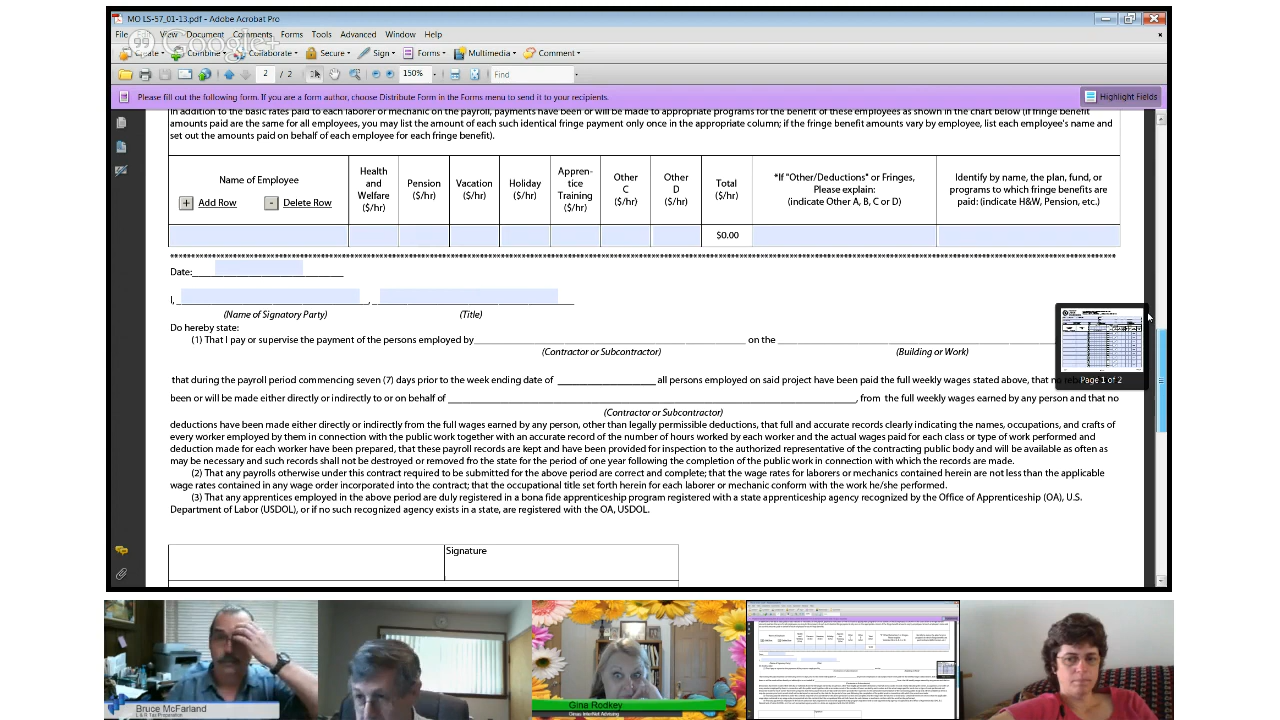 MO LS-57_01-13.pdf - Adobe Acrobat Pro
File View Document Comments Forms Tools Advanced Window Help
Google+
Create Combine Collaborate Secure Sign Forms Multimedia Comment
2 / 2 150% Find
Please fill out the following form. If you are a form author, choose Distribute Form in the Forms menu to send it to your recipients.
Highlight Fields
In addition to the basic rates paid to each laborer or mechanic on the payroll, payments have been or will be made to appropriate programs for the benefit of these employees as shown in the chart below (if fringe benefit
amounts paid are the same for all employees, you may list the amount of each such identical fringe payment only once in the appropriate column; if the fringe benefit amounts vary by employee, list each employee's name and
set out the amounts paid on behalf of each employee for each fringe benefit).
Name of Employee
+ Add Row - Delete Row
Health
and
Welfare
($/hr)
Pension
($/hr)
Vacation
($/hr)
Holiday
($/hr)
Appren-
tice
Training
($/hr)
Other
C
($/hr)
Other
D
($/hr)
Total
($/hr)
*If "Other/Deductions" or Fringes,
Please explain:
(indicate Other A, B, C or D)
Identify by name, the plan, fund, or
programs to which fringe benefits are
paid: (indicate H&W, Pension, etc.)
$0.00
Date:
I, ,
(Name of Signatory Party) (Title)
Do hereby state:
(1) That I pay or supervise the payment of the persons employed by on the
(Contractor or Subcontractor) (Building or Work)
Page 1 of 2
that during the payroll period commencing seven (7) days prior to the week ending date of all persons employed on said project have been paid the full weekly wages stated above, that no
been or will be made either directly or indirectly to or on behalf of , from the full weekly wages earned by any person and that no
(Contractor or Subcontractor)
deductions have been made either directly or indirectly from the full wages earned by any person, other than legally permissible deductions, that full and accurate records clearly indicating the names, occupations, and crafts of
every worker employed by them in connection with the public work together with an accurate record of the number of hours worked by each worker and the actual wages paid for each class or type of work performed and
deduction made for each worker have been prepared, that these payroll records are kept and have been provided for inspection to the authorized representative of the contracting public body and will be available as often as
may be necessary and such records shall not be destroyed or removed fro the state for the period of one year following the completion of the public work in connection with which the records are made.
(2) That any payrolls otherwise under this contract required to be submitted for the above period are correct and complete; that the wage rates for laborers or mechanics contained herein are not less than the applicable
wage rates contained in any wage order incorporated into the contract; that the occupational title set forth herein for each laborer or mechanic conform with the work he/she performed.
(3) That any apprentices employed in the above period are duly registered in a bona fide apprenticeship program registered with a state apprenticeship agency recognized by the Office of Apprenticeship (OA), U.S.
Department of Labor (USDOL), or if no such recognized agency exists in a state, are registered with the OA, USDOL.
Signature
Bruce McFarland
L & R Tax Preparation
Gina Rodkey
Ginas InterNet Advising